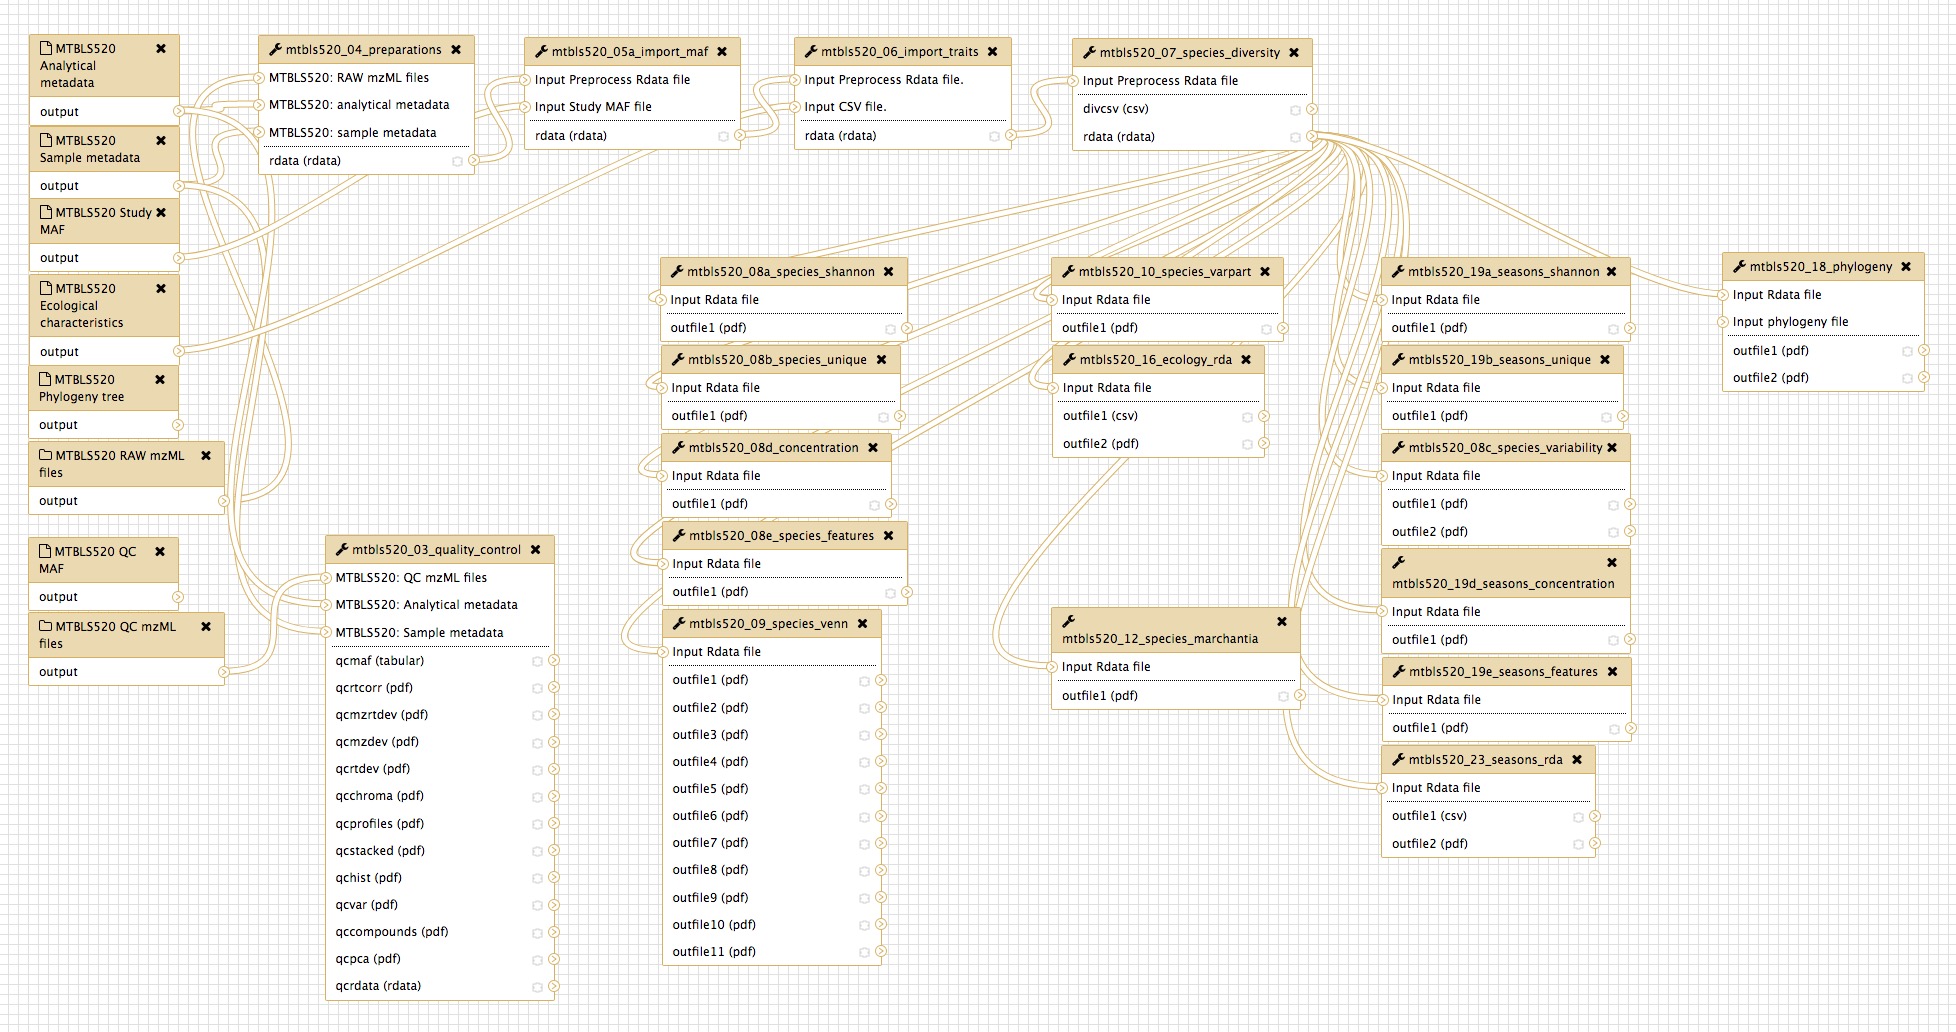 MTBLS520
Analytical
metadata
output
MTBLS520
Sample metadata
output
MTBLS520 Study
MAF
output
MTBLS520
Ecological
characteristics
output
MTBLS520
Phylogeny tree
output
MTBLS520 RAW mzML
files
output
MTBLS520 QC
MAF
output
MTBLS520 QC mzML
files
output
mtbls520_04_preparations
MTBLS520: RAW mzML files
MTBLS520: analytical metadata
MTBLS520: sample metadata
rdata (rdata)
mtbls520_05a_import_maf
Input Preprocess Rdata file
Input Study MAF file
rdata (rdata)
mtbls520_06_import_traits
Input Preprocess Rdata file.
Input CSV file.
rdata (rdata)
mtbls520_07_species_diversity
Input Preprocess Rdata file
divcsv (csv)
rdata (rdata)
mtbls520_03_quality_control
MTBLS520: QC mzML files
MTBLS520: Analytical metadata
MTBLS520: Sample metadata
qcmaf (tabular)
qcrtcorr (pdf)
qcmzrtdev (pdf)
qcmzdev (pdf)
qcrtdev (pdf)
qcchroma (pdf)
qcprofiles (pdf)
qcstacked (pdf)
qchist (pdf)
qcvar (pdf)
qccompounds (pdf)
qcpca (pdf)
qcrdata (rdata)
mtbls520_08a_species_shannon
Input Rdata file
outfile1 (pdf)
mtbls520_08b_species_unique
Input Rdata file
outfile1 (pdf)
mtbls520_08d_concentration
Input Rdata file
outfile1 (pdf)
mtbls520_08e_species_features
Input Rdata file
outfile1 (pdf)
mtbls520_09_species_venn
Input Rdata file
outfile1 (pdf)
outfile2 (pdf)
outfile3 (pdf)
outfile4 (pdf)
outfile5 (pdf)
outfile6 (pdf)
outfile7 (pdf)
outfile8 (pdf)
outfile9 (pdf)
outfile10 (pdf)
outfile11 (pdf)
mtbls520_10_species_varpart
Input Rdata file
outfile1 (pdf)
mtbls520_16_ecology_rda
Input Rdata file
outfile1 (csv)
outfile2 (pdf)
mtbls520_12_species_marchantia
Input Rdata file
outfile1 (pdf)
mtbls520_19a_seasons_shannon
Input Rdata file
outfile1 (pdf)
mtbls520_19b_seasons_unique
Input Rdata file
outfile1 (pdf)
mtbls520_08c_species_variability
Input Rdata file
outfile1 (pdf)
outfile2 (pdf)
mtbls520_19d_seasons_concentration
Input Rdata file
outfile1 (pdf)
mtbls520_19e_seasons_features
Input Rdata file
outfile1 (pdf)
mtbls520_23_seasons_rda
Input Rdata file
outfile1 (csv)
outfile2 (pdf)
mtbls520_18_phylogeny
Input Rdata file
Input phylogeny file
outfile1 (pdf)
outfile2 (pdf)